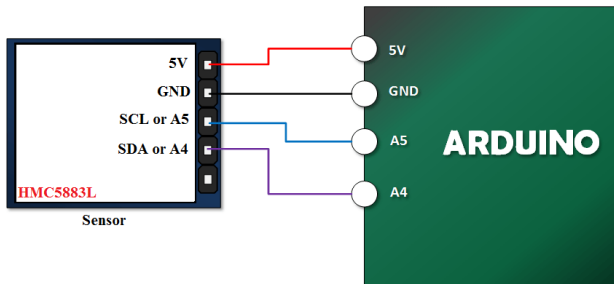 5V
GND
SCL or A5
SDA or A4
HMC5883L
Sensor
5V
GND
A5
A4
ARDUINO